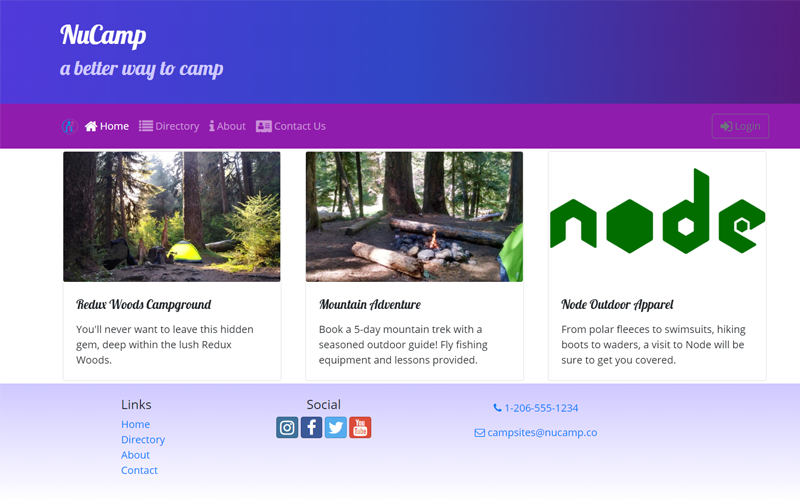 NuCamp
a better way to camp
Home Directory About Contact Us Login
node
Redux Woods Campground
You'll never want to leave this hidden
gem, deep within the lush Redux
Woods.
Mountain Adventure
Book a 5-day mountain trek with a
seasoned outdoor guide! Fly fishing
equipment and lessons provided.
Node Outdoor Apparel
From polar fleeces to swimsuits, hiking
boots to waders, a visit to Node will be
sure to get you covered.
Links
Home
Directory
About
Contact
Social
You Tube
1-206-555-1234
campsites@nucamp.co